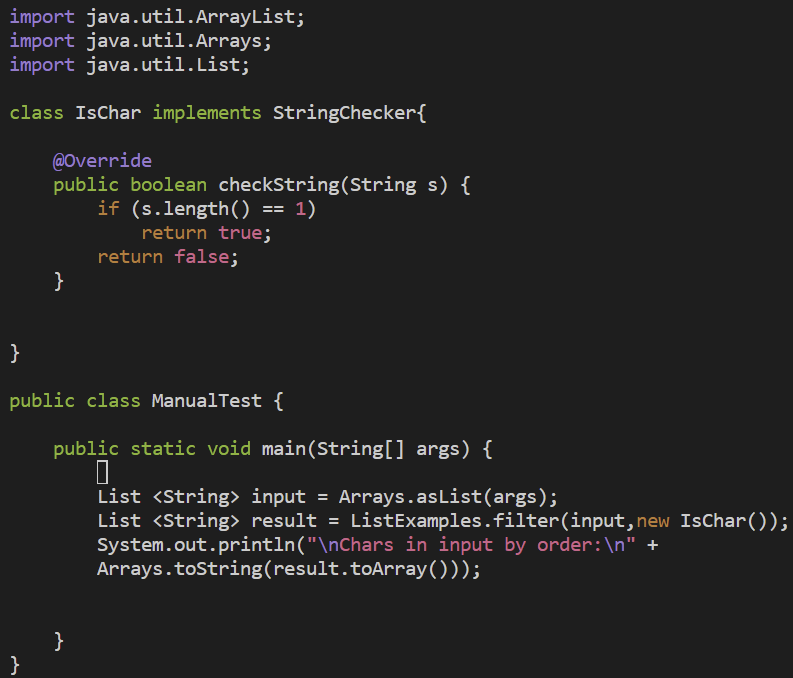 import java.util.ArrayList;
import java.util.Arrays;
import java.util.List;
class IsChar implements StringChecker{
@Override
public boolean checkString(String s) {
if (s.length() == 1)
return true;
return false;
}
}
public class ManualTest {
public static void main(String[] args) {
List <String> input = Arrays.asList(args);
List <String> result = ListExamples.filter(input,new IsChar());
System.out.println("\nChars in input by order:\n" +
Arrays.toString(result.toArray()));
}
}